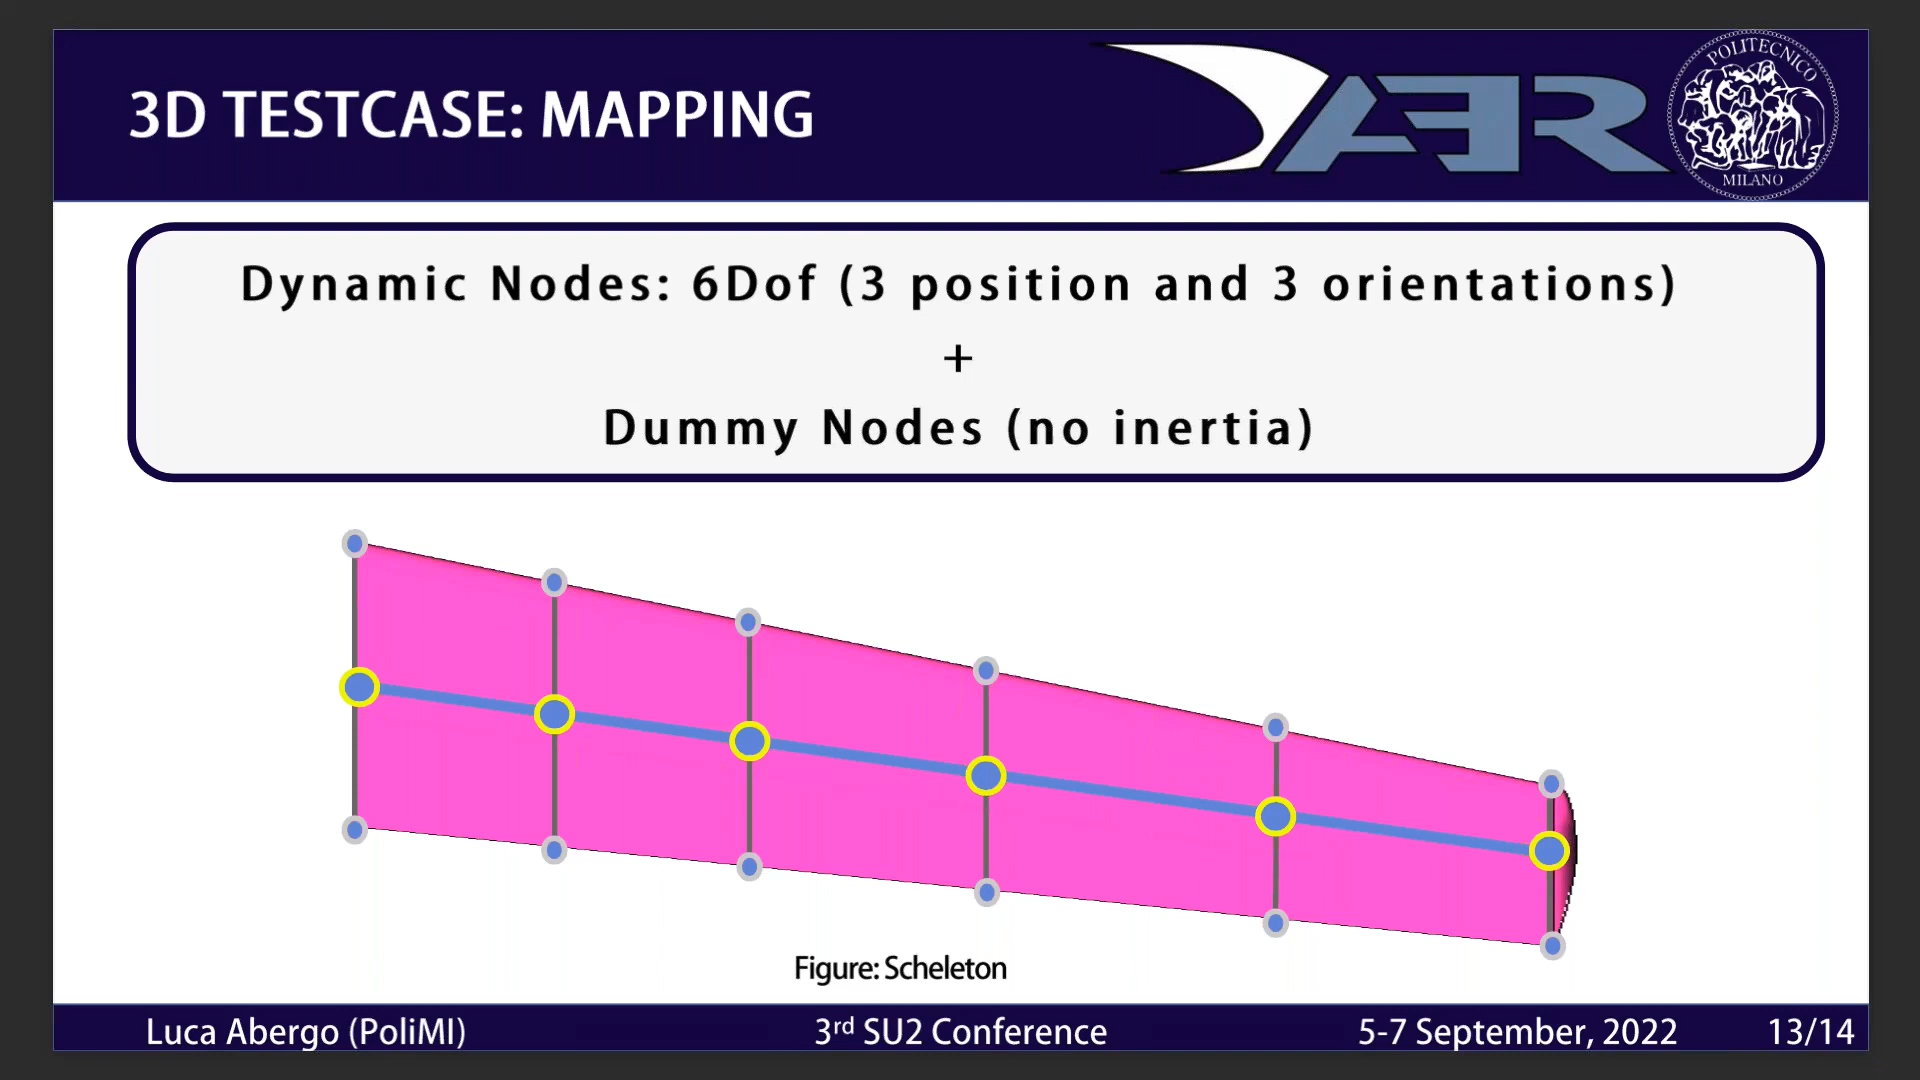 3D TESTCASE: MAPPING
AER
POLITECNICO
MILANO
Dynamic Nodes: 6Dof (3 position and 3 orientations)
+
Dummy Nodes (no inertia)
Figure: Scheleton
Luca Abergo (PoliMI)
3rd SU2 Conference
5-7 September, 2022
13/14